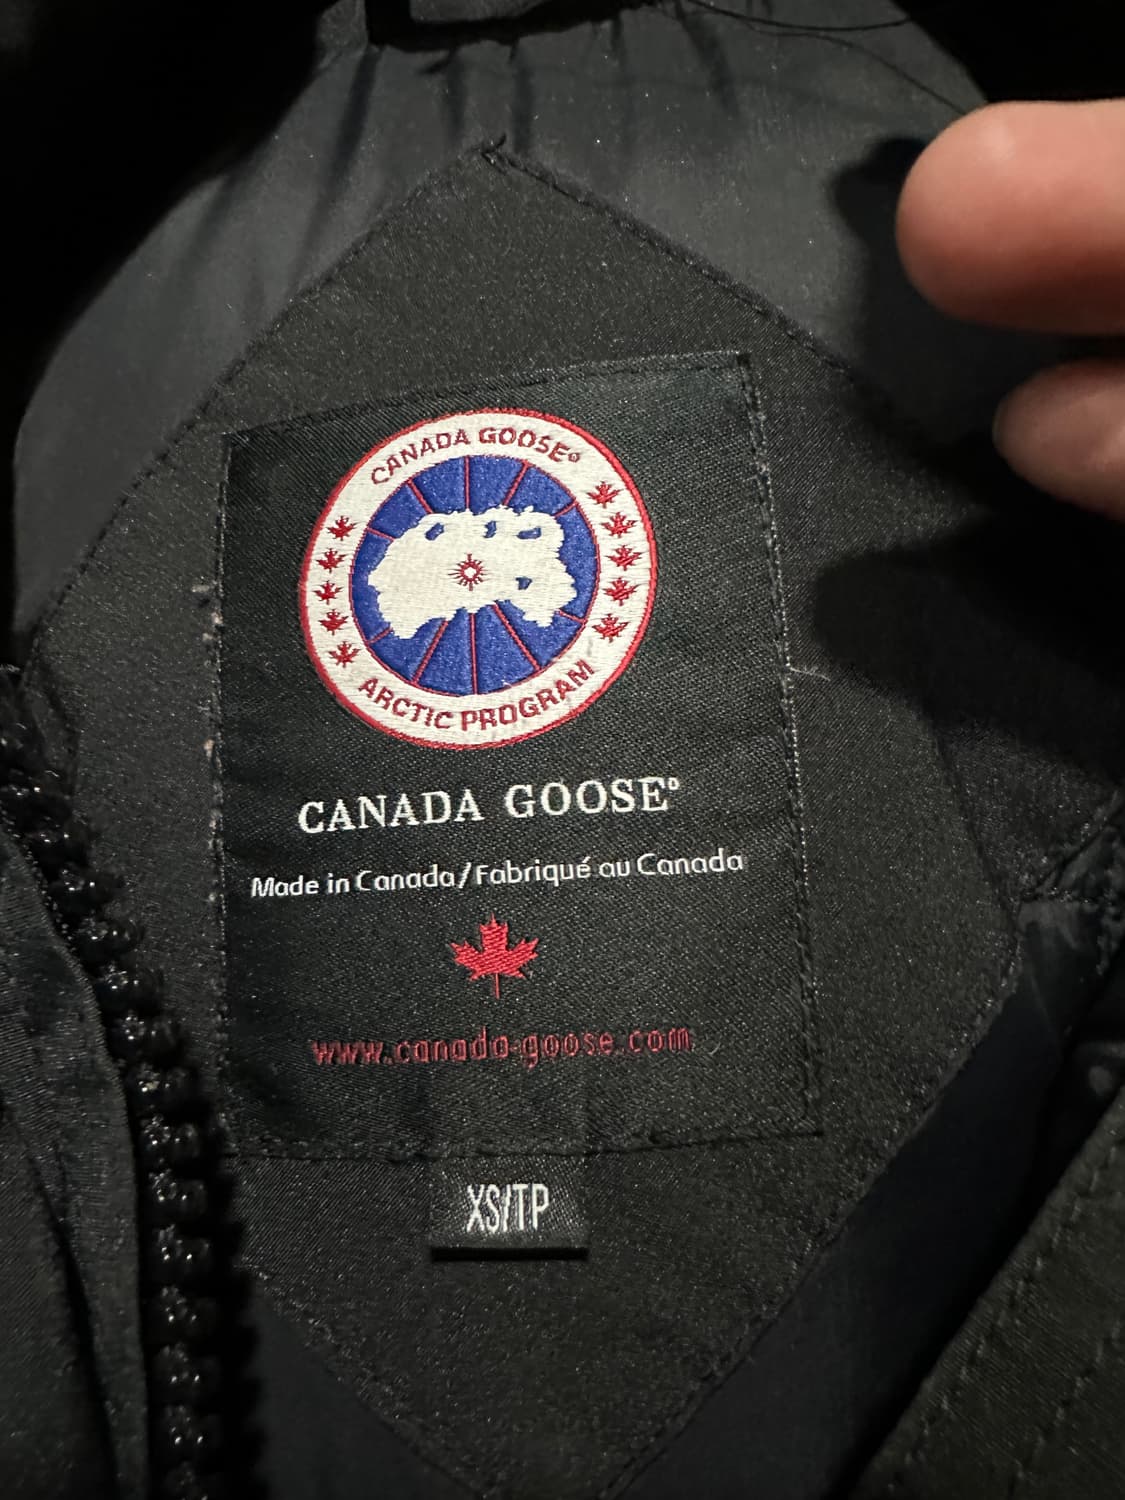 CANADA GOOSE®
ARCTIC PROGRAM
CANADA GOOSE®
Made in Canada/Fabriqué au Canada
www.canada-goose.com
XS/TP